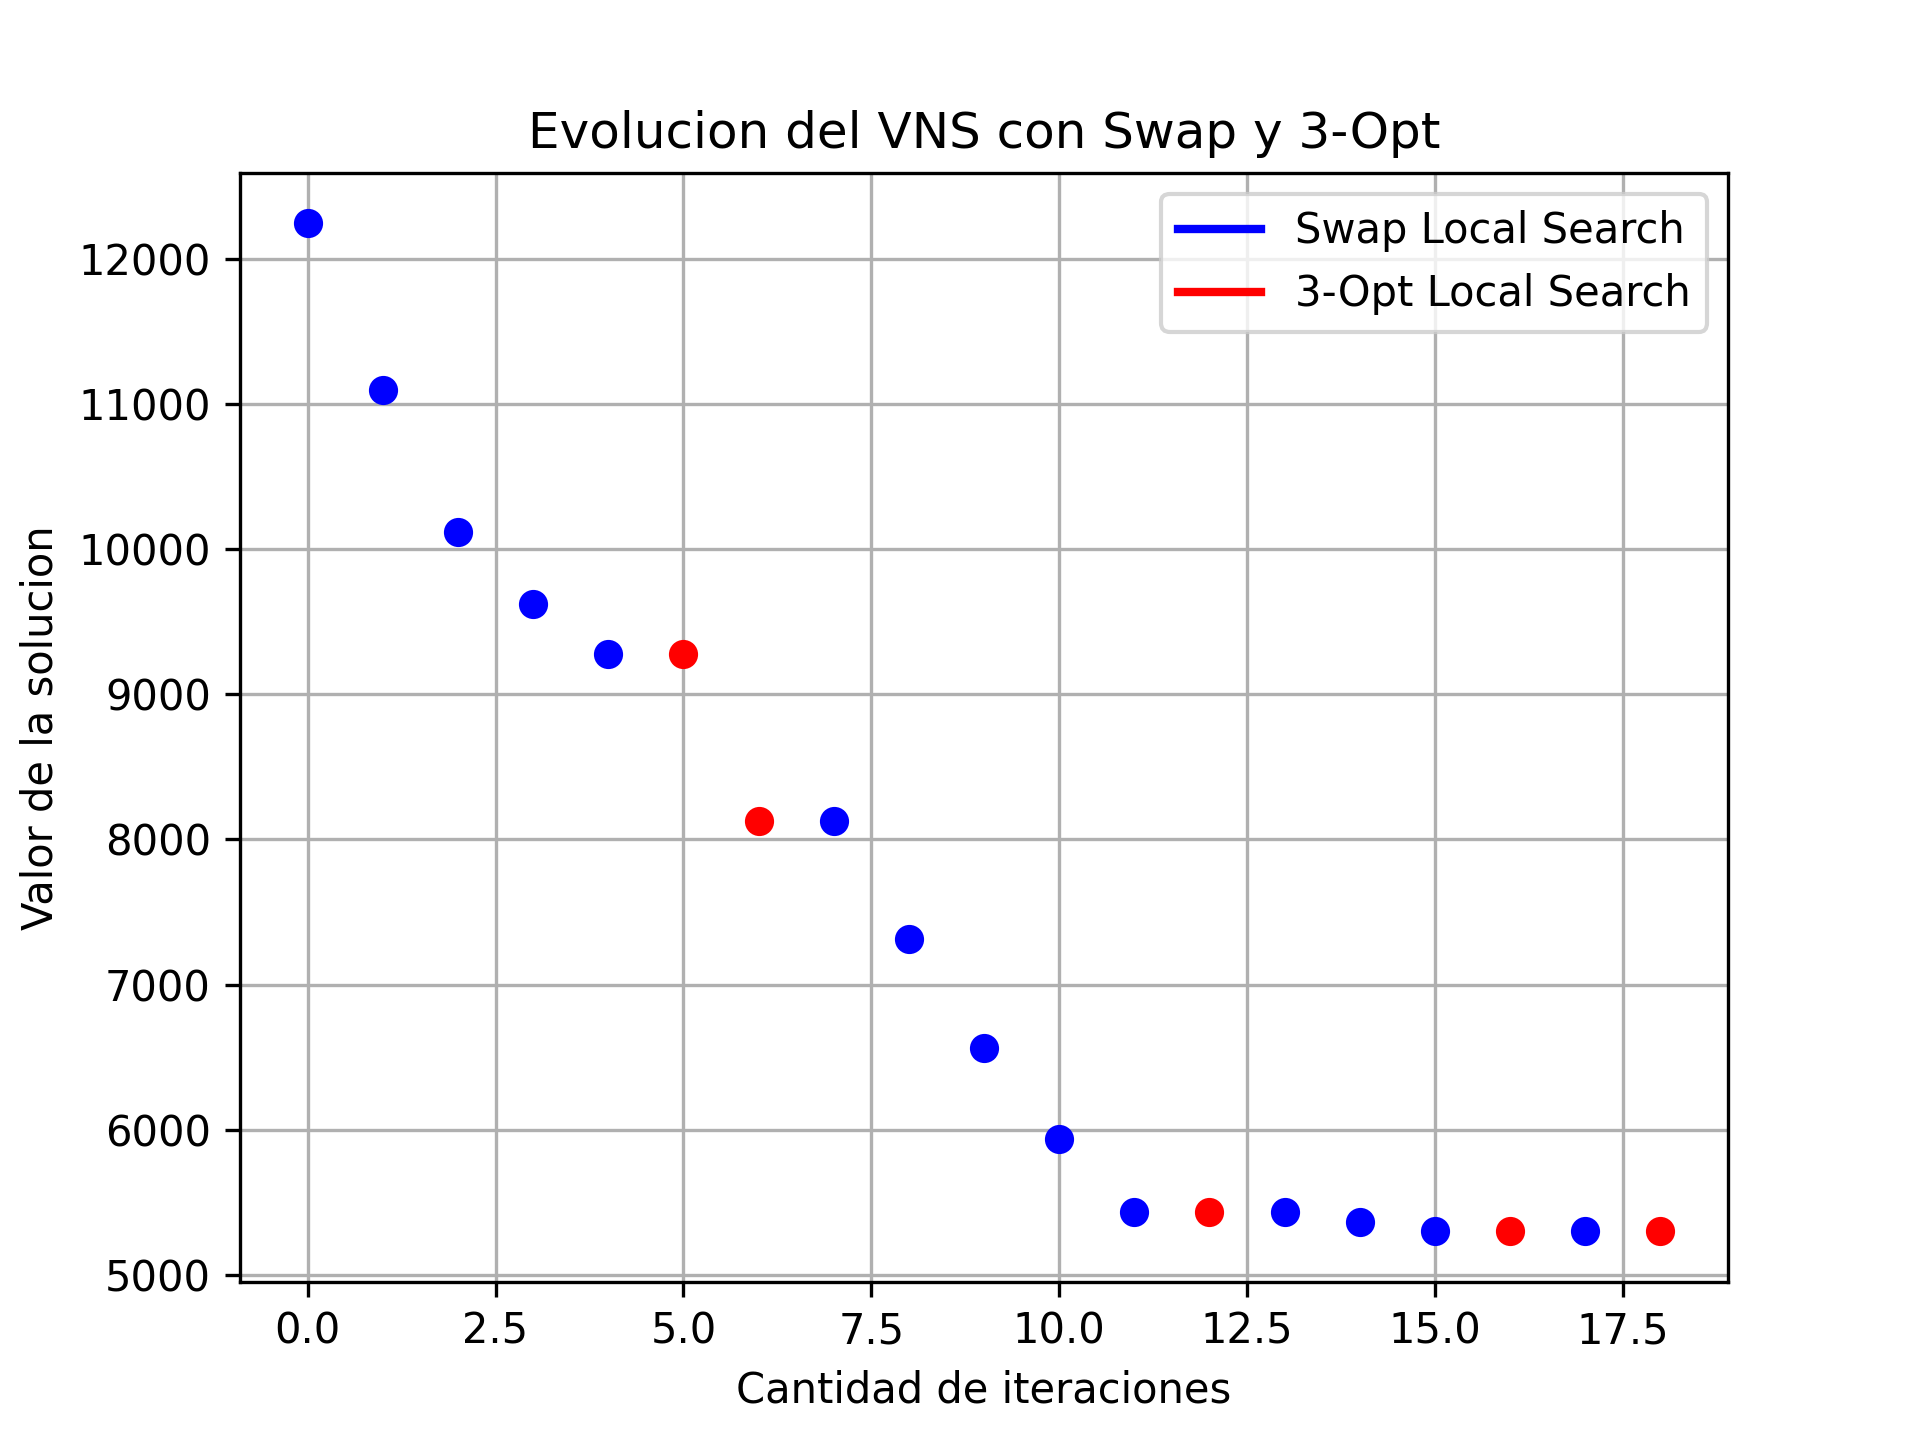 Evolucion del VNS con Swap y 3-Opt
Swap Local Search
3-Opt Local Search
Valor de la solucion
12000
11000
10000
9000
8000
7000
6000
5000
0.0 2.5 5.0 7.5 10.0 12.5 15.0 17.5
Cantidad de iteraciones